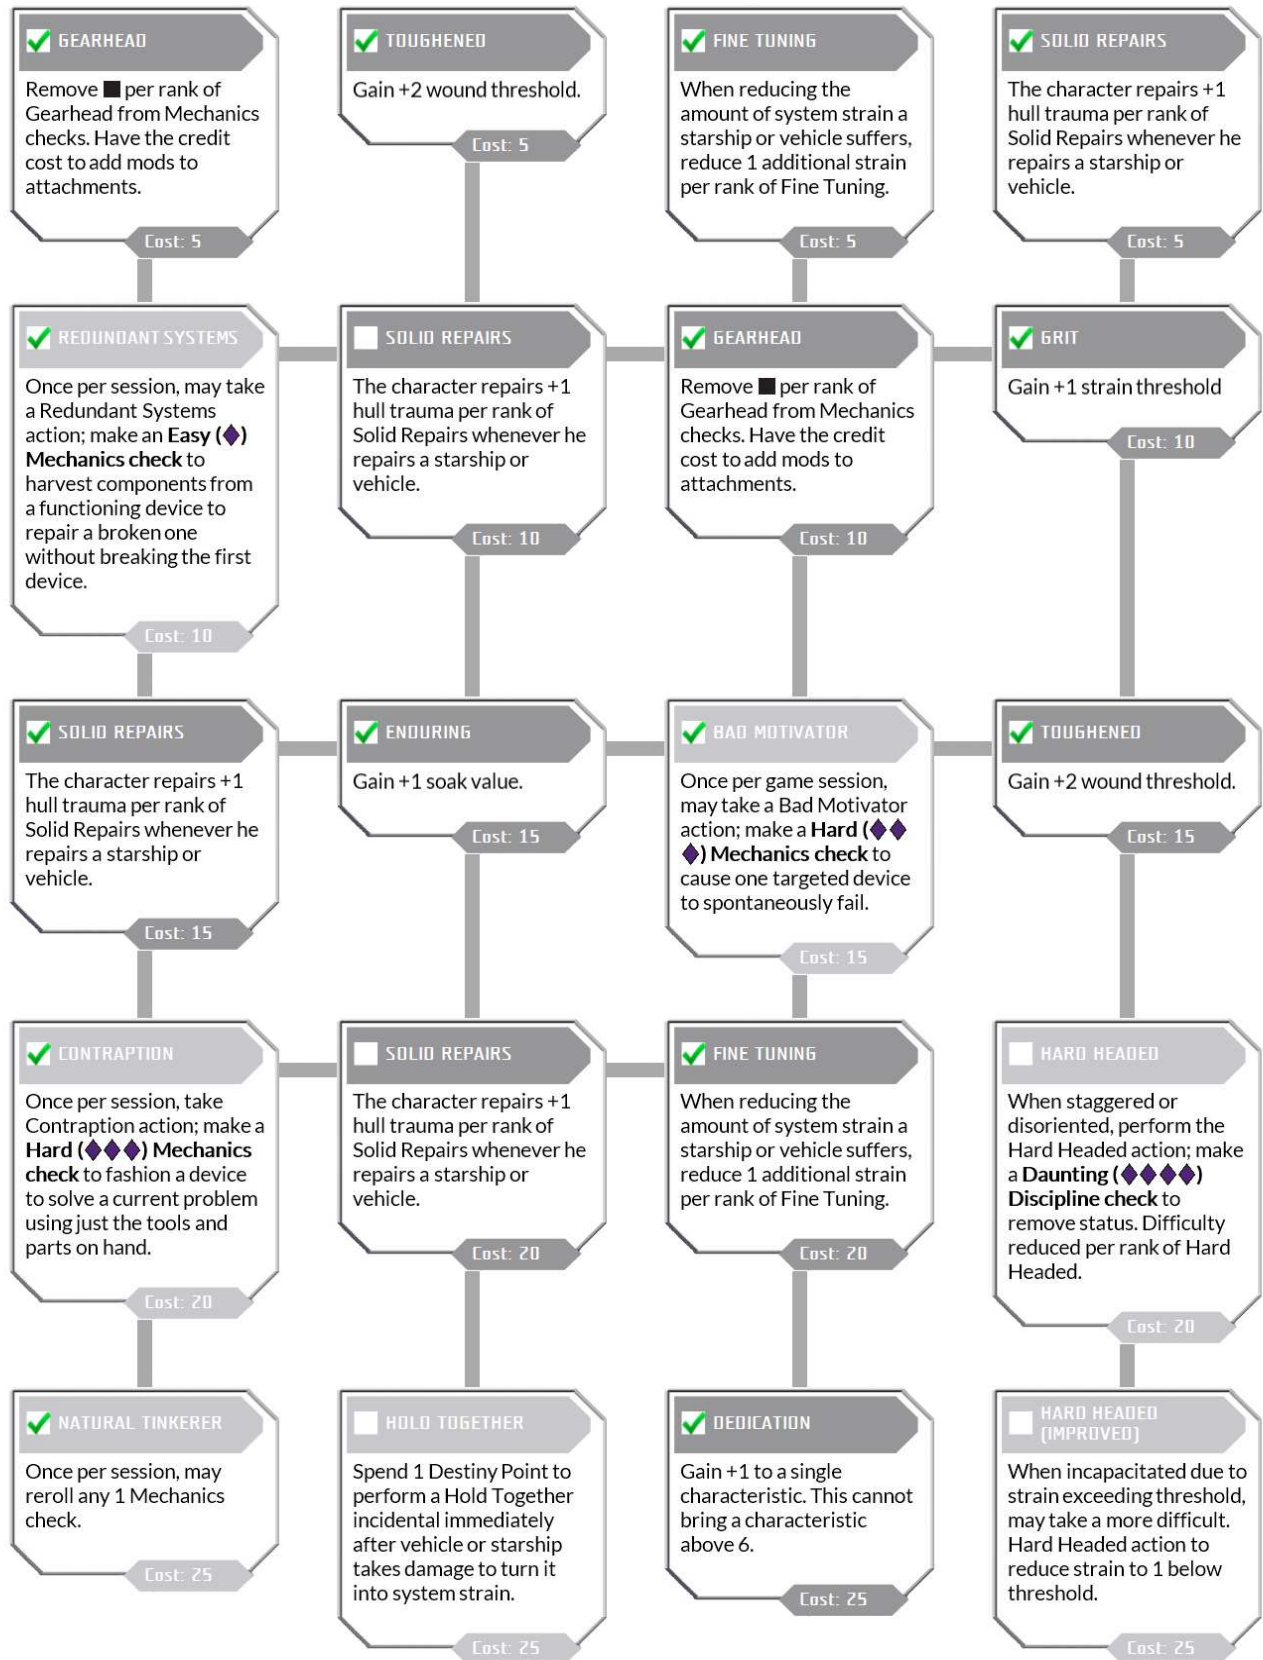 GEARHEAD
Remove ■ per rank of
Gearhead from Mechanics
checks. Have the credit
cost to add mods to
attachments.
Cost: 5
TOUGHENED
Gain +2 wound threshold.
Cost: 5
FINE TUNING
When reducing the
amount of system strain a
starship or vehicle suffers,
reduce 1 additional strain
per rank of Fine Tuning.
Cost: 5
SOLID REPAIRS
The character repairs +1
hull trauma per rank of
Solid Repairs whenever he
repairs a starship or
vehicle.
Cost: 5
REDUNDANT SYSTEMS
Once per session, may take
a Redundant Systems
action; make an Easy (♦)
Mechanics check to
harvest components from
a functioning device to
repair a broken one
without breaking the first
device.
Cost: 10
SOLID REPAIRS
The character repairs +1
hull trauma per rank of
Solid Repairs whenever he
repairs a starship or
vehicle.
Cost: 10
GEARHEAD
Remove ■ per rank of
Gearhead from Mechanics
checks. Have the credit
cost to add mods to
attachments.
Cost: 10
GRIT
Gain +1 strain threshold
Cost: 10
SOLID REPAIRS
The character repairs +1
hull trauma per rank of
Solid Repairs whenever he
repairs a starship or
vehicle.
Cost: 15
ENDURING
Gain +1 soak value.
Cost: 15
BAD MOTIVATOR
Once per game session,
may take a Bad Motivator
action; make a Hard (♦♦
♦) Mechanics check to
cause one targeted device
to spontaneously fail.
Cost: 15
TOUGHENED
Gain +2 wound threshold.
Cost: 15
CONTRAPTION
Once per session, take
Contraption action; make a
Hard (♦♦♦) Mechanics
check to fashion a device
to solve a current problem
using just the tools and
parts on hand.
Cost: 20
SOLID REPAIRS
The character repairs +1
hull trauma per rank of
Solid Repairs whenever he
repairs a starship or
vehicle.
Cost: 20
FINE TUNING
When reducing the
amount of system strain a
starship or vehicle suffers,
reduce 1 additional strain
per rank of Fine Tuning.
Cost: 20
HARD HEADED
When staggered or
disoriented, perform the
Hard Headed action; make
a Daunting (♦♦♦♦)
Discipline check to
remove status. Difficulty
reduced per rank of Hard
Headed.
Cost: 20
NATURAL TINKERER
Once per session, may
reroll any 1 Mechanics
check.
Cost: 25
HOLD TOGETHER
Spend 1 Destiny Point to
perform a Hold Together
incidental immediately
after vehicle or starship
takes damage to turn it
into system strain.
Cost: 25
DEDICATION
Gain +1 to a single
characteristic. This cannot
bring a characteristic
above 6.
Cost: 25
HARD HEADED
(IMPROVED)
When incapacitated due to
strain exceeding threshold,
may take a more difficult.
Hard Headed action to
reduce strain to 1 below
threshold.
Cost: 25